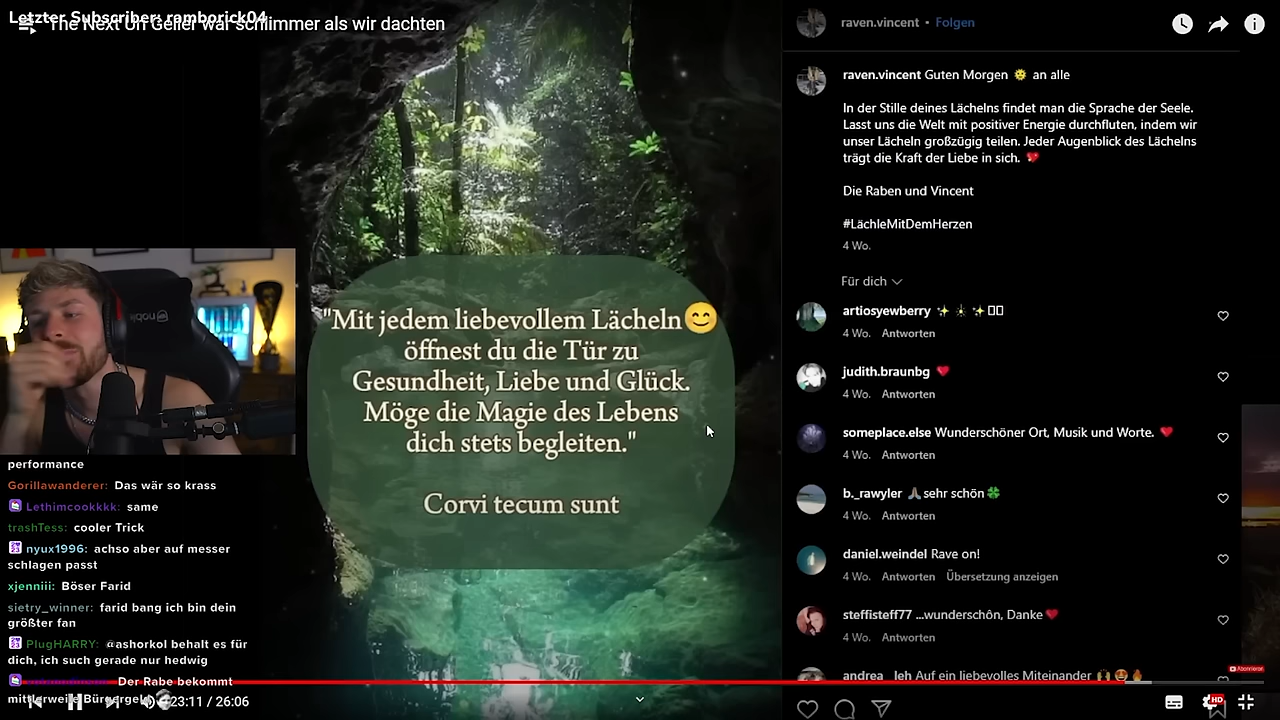 Letzter Subscriber: ramborick04
The Next Uri Geller war schlimmer als wir dachten
raven.vincent • Folgen
raven.vincent Guten Morgen 🌞 an alle
In der Stille deines Lächelns findet man die Sprache der Seele.
Lasst uns die Welt mit positiver Energie durchfluten, indem wir
unser Lächeln großzügig teilen. Jeder Augenblick des Lächelns
trägt die Kraft der Liebe in sich. 💖
Die Raben und Vincent
#LächleMitDemHerzen
4 Wo.
Für dich
artiosyewberry ✨ ☀ ✨
4 Wo. Antworten
judith.braunbg ❤️
4 Wo. Antworten
someplace.else Wunderschöner Ort, Musik und Worte. ❤️
4 Wo. Antworten
b._rawyler 🙏🏽sehr schön🍀
4 Wo. Antworten
daniel.weindel Rave on!
4 Wo. Antworten Übersetzung anzeigen
steffisteff77 ...wunderschôn, Danke❤️
4 Wo. Antworten
leh Auf ein liebevolles Miteinander 🙌😍🔥
"Mit jedem liebevollem Lächeln😊
öffnest du die Tür zu
Gesundheit, Liebe und Glück.
Möge die Magie des Lebens
dich stets begleiten."
Corvi tecum sunt
performance
Gorillawanderer: Das wär so krass
Lethimcookkkk: same
trashTess: cooler Trick
nyux1996: achso aber auf messer
schlagen passt
xjenniii: Böser Farid
sietry_winner: farid bang ich bin dein
größter fan
PlugHARRY: @ashorkol behalt es für
dich, ich such gerade nur hedwig
Der Rabe bekommt
mittlerweile Bürgergeld
23:11 / 26:06
Abonnieren
HD